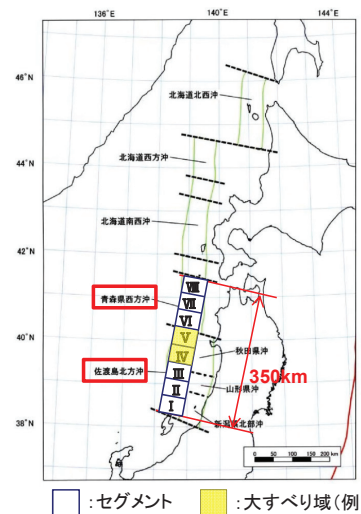 136°E
140°E
144°E
46°N
北海道北西沖
44°N
北海道西方沖
北海道南西沖
42°N
Ⅷ
青森県西方沖
Ⅶ
Ⅵ
40°N
Ⅴ
秋田県沖
Ⅳ
佐渡島北方沖
Ⅲ
350km
Ⅱ
山形県沖
Ⅰ
38°N
新潟県北部沖
0 50 100 150 200 km
:セグメント
:大すべり域(例